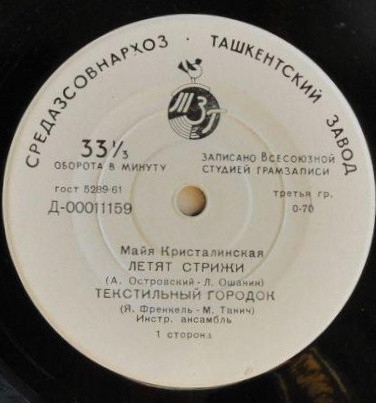 СРЕДАЗСОВНАРХОЗ · ТАШКЕНТСКИЙ ЗАВОД
ТЗГ
33⅓
ОБОРОТА В МИНУТУ
ЗАПИСАНО ВСЕСОЮЗНОЙ
СТУДИЕЙ ГРАМЗАПИСИ
гост 5289-61
Д-00011159
третья гр.
0-70
Майя Кристалинская
ЛЕТЯТ СТРИЖИ
(А. Островский - Л. Ошанин)
ТЕКСТИЛЬНЫЙ ГОРОДОК
(Я. Френкель - М. Танич)
Инстр. ансамбль
1 сторона